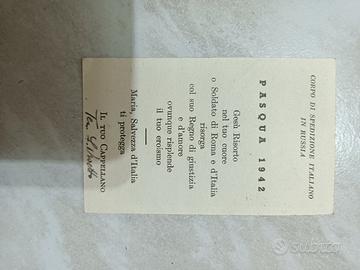 CORPO DI SPEDIZIONE ITALIANO
IN RUSSIA
PASQUA 1942
Gesù Risorto
nel tuo cuore
o Soldato di Roma e d'Italia
risorga
col suo Regno di giustizia
e d'amore
ovunque risplende
il tuo eroismo
Maria, Salvezza d'Italia
ti protegga
IL TUO CAPPELLANO
subito